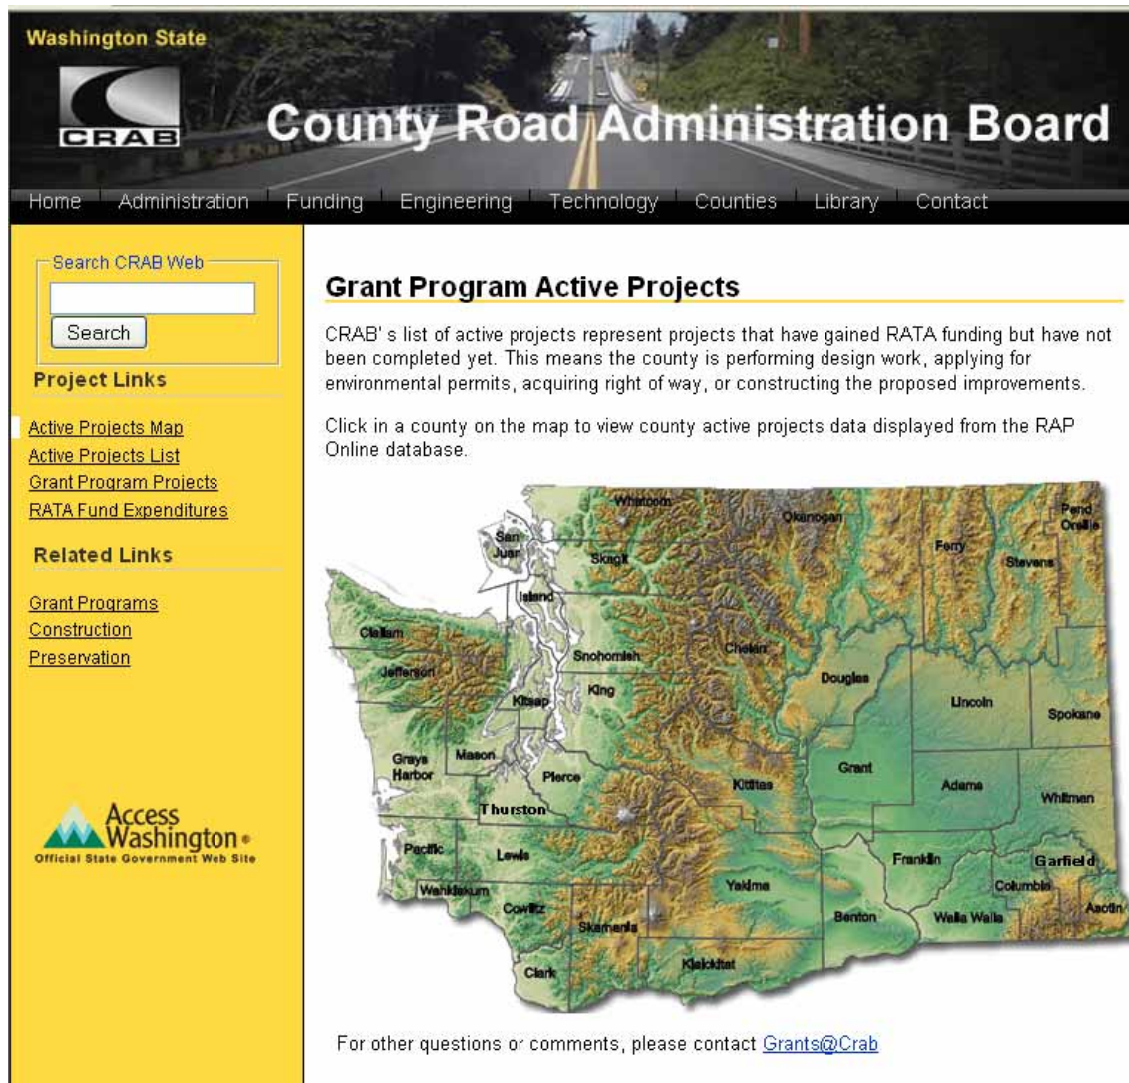 Washington State
CRAB
County Road Administration Board
Home Administration Funding Engineering Technology Counties Library Contact
Search CRAB Web
Search
Project Links
Active Projects Map
Active Projects List
Grant Program Projects
RATA Fund Expenditures
Related Links
Grant Programs
Construction
Preservation
Access
Washington
Official State Government Web Site
Grant Program Active Projects
CRAB's list of active projects represent projects that have gained RATA funding but have not
been completed yet. This means the county is performing design work, applying for
environmental permits, acquiring right of way, or constructing the proposed improvements.
Click in a county on the map to view county active projects data displayed from the RAP
Online database.
Whatcom
Okanogan
Pend
Oreille
San
Juan
Skagit
Ferry
Stevens
Island
Clallam
Snohomish
Chelan
Jefferson
Douglas
King
Kitsap
Lincoln
Spokane
Grays
Harbor
Mason
Pierce
Kittitas
Grant
Adams
Whitman
Thurston
Pacific
Lewis
Franklin
Garfield
Wahkiakum
Cowlitz
Yakima
Columbia
Asotin
Skamania
Benton
Walla Walla
Clark
Klickitat
For other questions or comments, please contact Grants@Crab